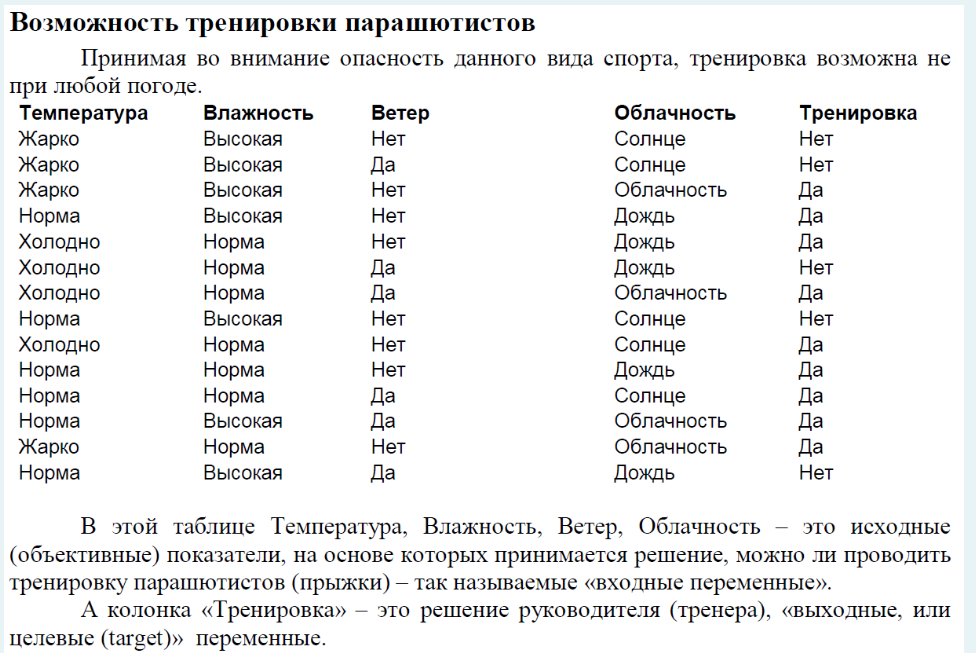 Возможность тренировки парашютистов
Принимая во внимание опасность данного вида спорта, тренировка возможна не
при любой погоде.
Температура Влажность Ветер Облачность Тренировка
Жарко Высокая Нет Солнце Нет
Жарко Высокая Да Солнце Нет
Жарко Высокая Нет Облачность Да
Норма Высокая Нет Дождь Да
Холодно Норма Нет Дождь Да
Холодно Норма Да Дождь Нет
Холодно Норма Да Облачность Да
Норма Высокая Нет Солнце Нет
Холодно Норма Нет Солнце Да
Норма Норма Нет Дождь Да
Норма Норма Да Солнце Да
Норма Высокая Да Облачность Да
Жарко Норма Нет Облачность Да
Норма Высокая Да Дождь Нет
В этой таблице Температура, Влажность, Ветер, Облачность – это исходные
(объективные) показатели, на основе которых принимается решение, можно ли проводить
тренировку парашютистов (прыжки) – так называемые «входные переменные».
А колонка «Тренировка» – это решение руководителя (тренера), «выходные, или
целевые (target)» переменные.